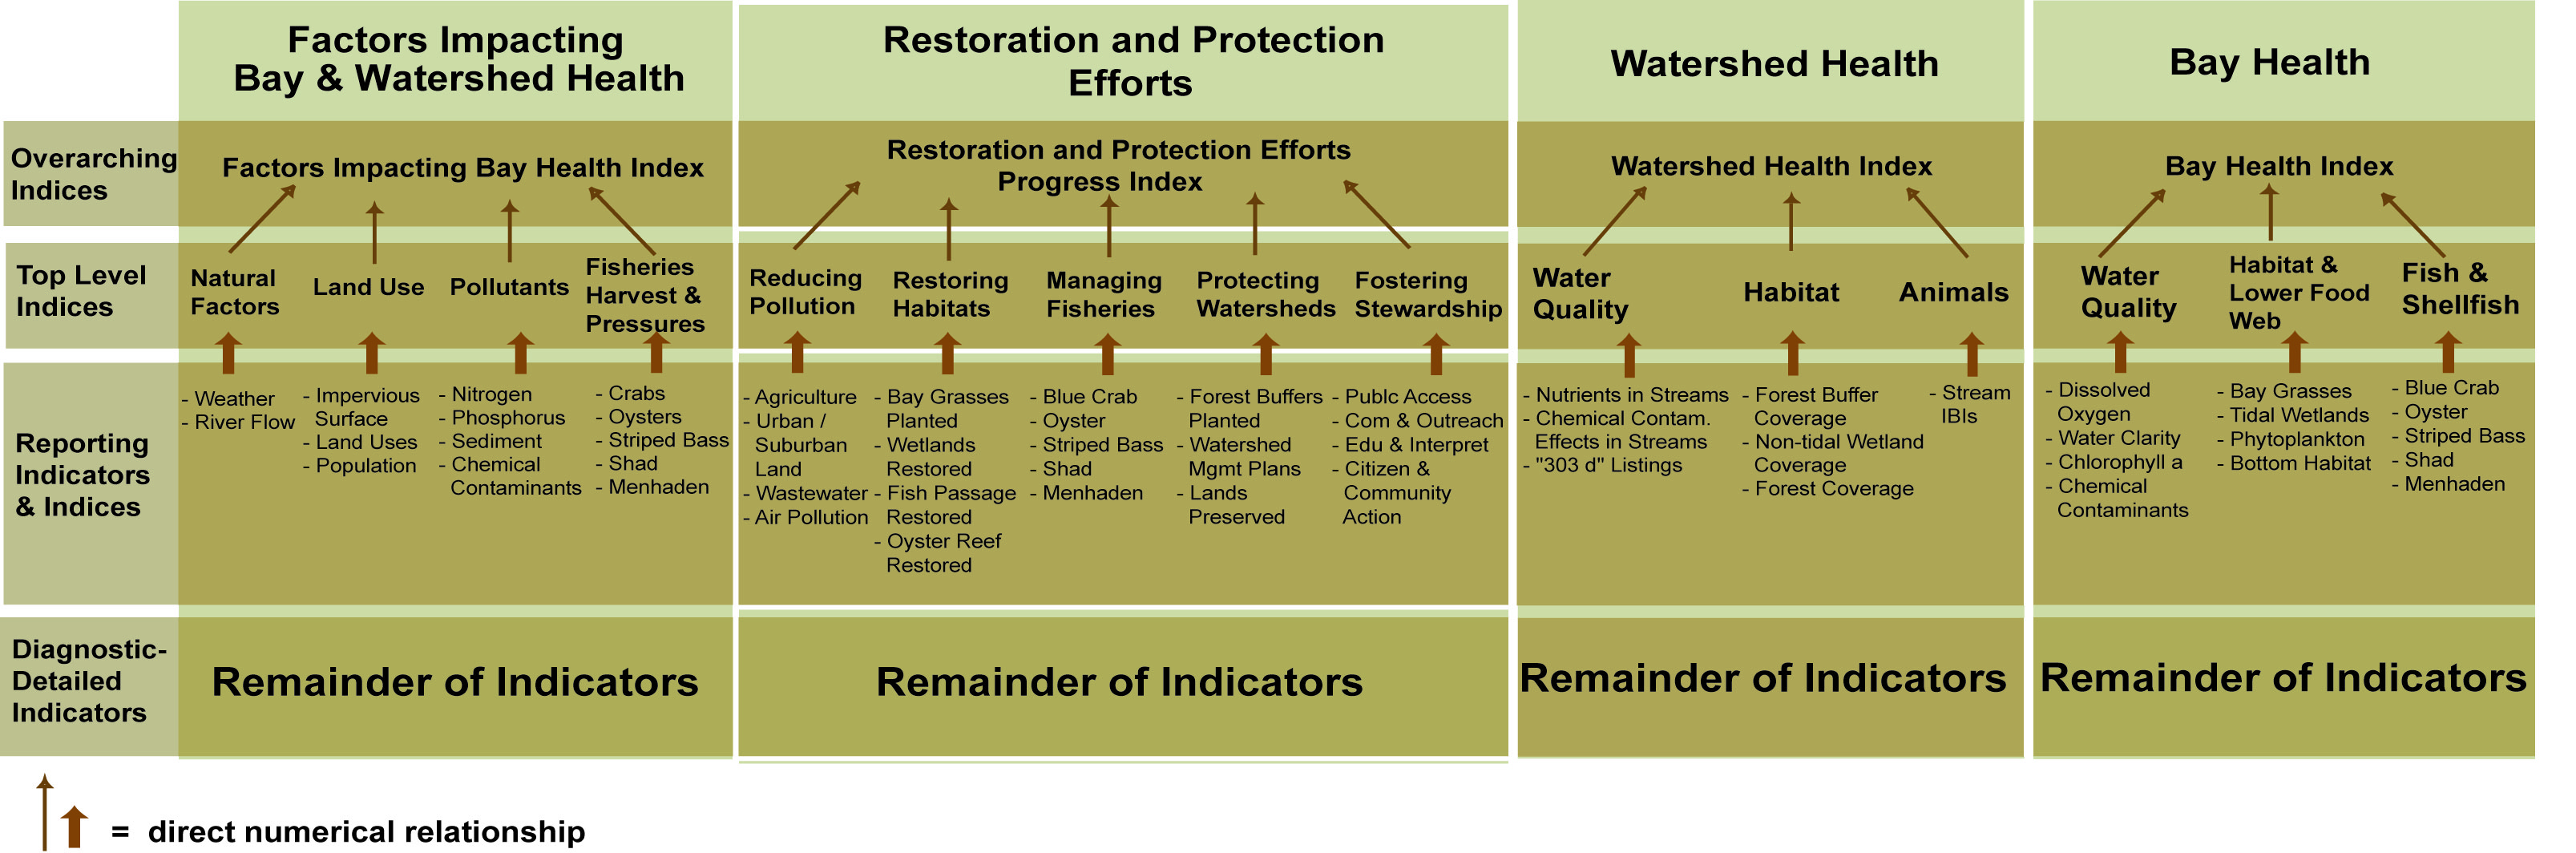 Factors Impacting
Bay & Watershed Health
Restoration and Protection
Efforts
Watershed Health
Bay Health
Overarching
Indices
Factors Impacting Bay Health Index
Restoration and Protection Efforts
Progress Index
Watershed Health Index
Bay Health Index
Top Level
Indices
Natural
Factors
Land Use
Pollutants
Fisheries
Harvest &
Pressures
Reducing
Pollution
Restoring
Habitats
Managing
Fisheries
Protecting
Watersheds
Fostering
Stewardship
Water
Quality
Habitat
Animals
Water
Quality
Habitat &
Lower Food
Web
Fish &
Shellfish
Reporting
Indicators
& Indices
- Weather
- River Flow
- Impervious
Surface
- Land Uses
- Population
- Nitrogen
- Phosphorus
- Sediment
- Chemical
Contaminants
- Crabs
- Oysters
- Striped Bass
- Shad
- Menhaden
- Agriculture
- Urban /
Suburban
Land
- Wastewater
- Air Pollution
- Bay Grasses
Planted
- Wetlands
Restored
- Fish Passage
Restored
- Oyster Reef
Restored
- Blue Crab
- Oyster
- Striped Bass
- Shad
- Menhaden
- Forest Buffers
Planted
- Watershed
Mgmt Plans
- Lands
Preserved
- Publc Access
- Com & Outreach
- Edu & Interpret
- Citizen &
Community
Action
- Nutrients in Streams
- Chemical Contam.
Effects in Streams
- "303 d" Listings
- Forest Buffer
Coverage
- Non-tidal Wetland
Coverage
- Forest Coverage
- Stream
IBIs
- Dissolved
Oxygen
- Water Clarity
- Chlorophyll a
- Chemical
Contaminants
- Bay Grasses
- Tidal Wetlands
- Phytoplankton
- Bottom Habitat
- Blue Crab
- Oyster
- Striped Bass
- Shad
- Menhaden
Diagnostic-
Detailed
Indicators
Remainder of Indicators
Remainder of Indicators
Remainder of Indicators
Remainder of Indicators
= direct numerical relationship